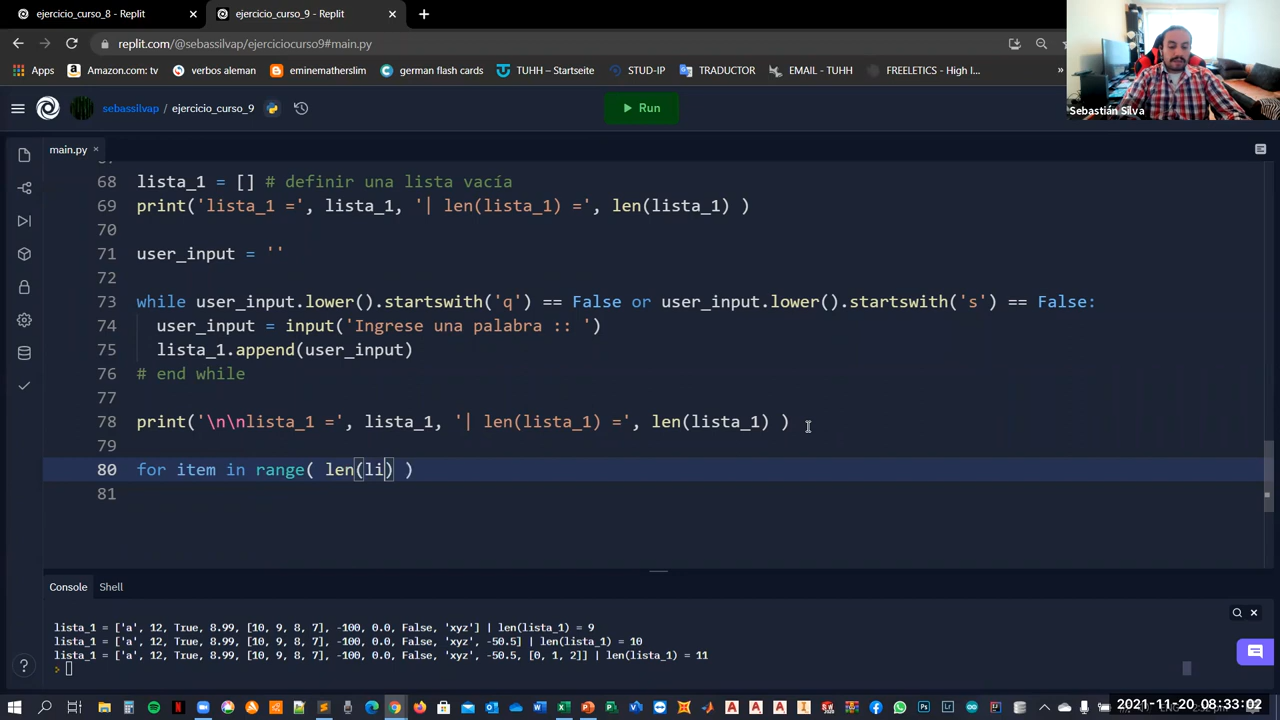 ejercicio_curso_8 - Replit
ejercicio_curso_9 - Replit
replit.com/@sebassilvap/ejerciciocurso9#main.py
Apps
Amazon.com: tv
verbos aleman
eminemathslim
german flash cards
TUHH – Startseite
STUD-IP
TRADUCTOR
EMAIL - TUHH
FREELETICS - High I...
»
Sebastián Silva
sebassilvap / ejercicio_curso_9
Run
main.py
68 lista_1 = [] # definir una lista vacía
69 print('lista_1 =', lista_1, '| len(lista_1) =', len(lista_1) )
70
71 user_input = ''
72
73 while user_input.lower().startswith('q') == False or user_input.lower().startswith('s') == False:
74 user_input = input('Ingrese una palabra :: ')
75 lista_1.append(user_input)
76 # end while
77
78 print('\n\nlista_1 =', lista_1, '| len(lista_1) =', len(lista_1) )
79
80 for item in range( len(li) )
81
Console
Shell
lista_1 = ['a', 12, True, 8.99, [10, 9, 8, 7], -100, 0.0, False, 'xyz'] | len(lista_1) = 9
lista_1 = ['a', 12, True, 8.99, [10, 9, 8, 7], -100, 0.0, False, 'xyz', -50.5] | len(lista_1) = 10
lista_1 = ['a', 12, True, 8.99, [10, 9, 8, 7], -100, 0.0, False, 'xyz', -50.5, [0, 1, 2]] | len(lista_1) = 11
>
2021-11-20 08:33:02